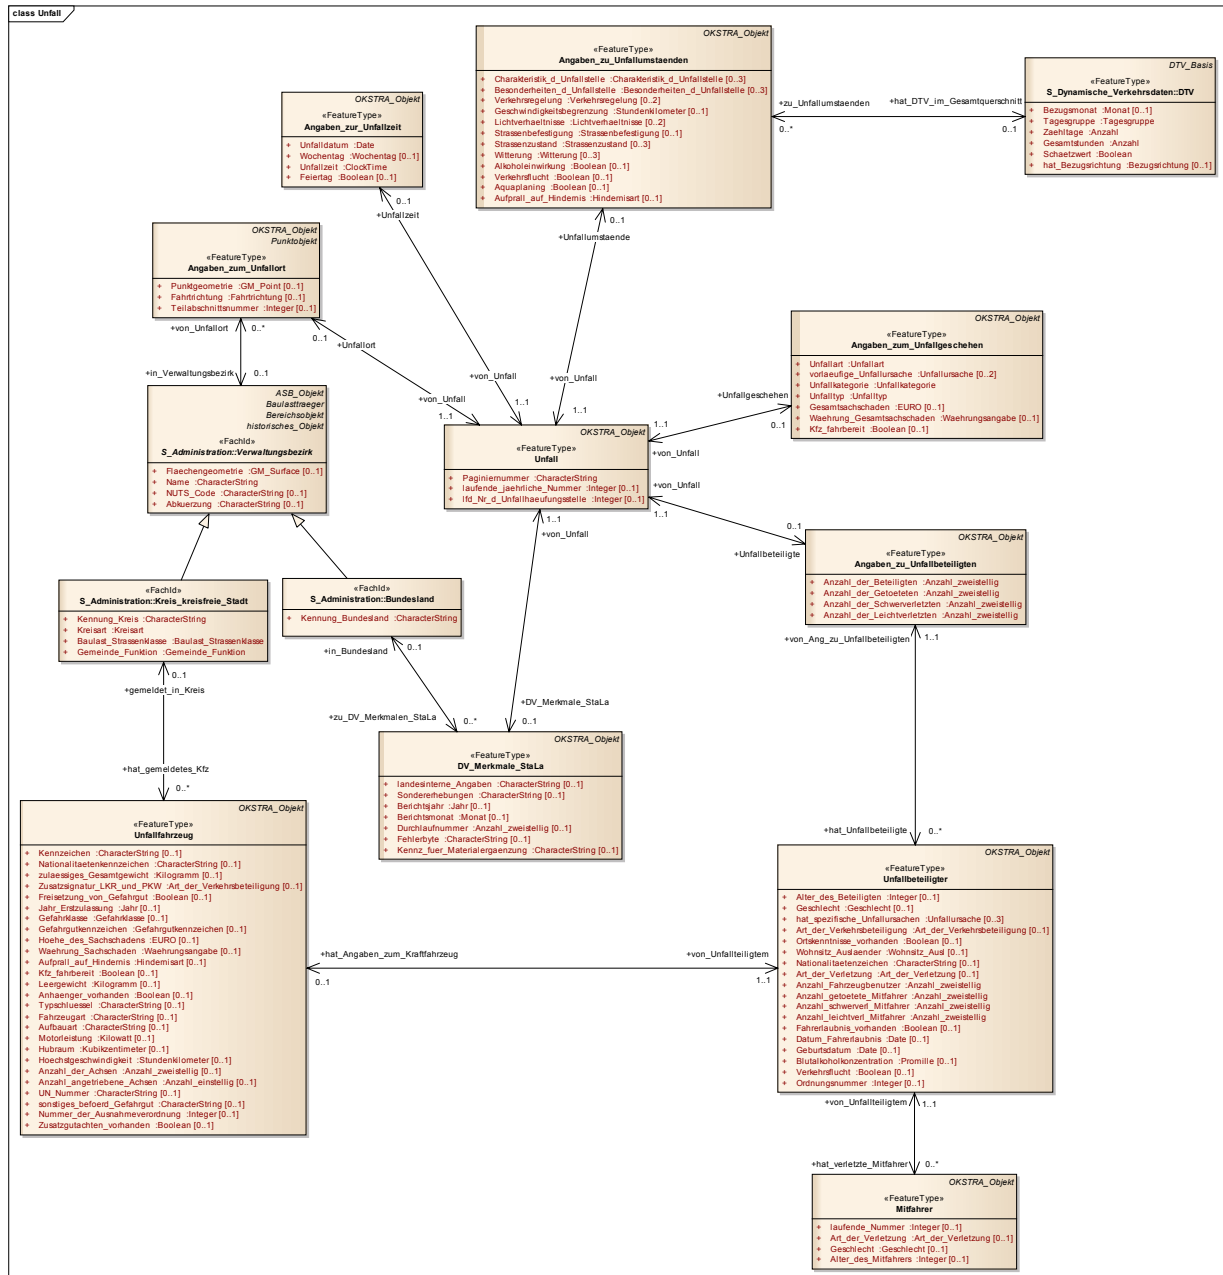 class Unfall
OKSTRA_Objekt
«FeatureType»
Angaben_zu_Unfallumstaenden
+ Charakteristik_d_Unfallstelle :Charakteristik_d_Unfallstelle [0..3]
+ Besonderheiten_d_Unfallstelle :Besonderheiten_d_Unfallstelle [0..3]
+ Verkehrsregelung :Verkehrsregelung [0..2]
+ Geschwindigkeitsbegrenzung :Stundenkilometer [0..1]
+ Lichtverhaeltnisse :Lichtverhaeltnisse [0..2]
+ Strassenbefestigung :Strassenbefestigung [0..1]
+ Strassenzustand :Strassenzustand [0..3]
+ Witterung :Witterung [0..3]
+ Alkoholeinwirkung :Boolean [0..1]
+ Verkehrsflucht :Boolean [0..1]
+ Aquaplaning :Boolean [0..1]
+ Aufprall_auf_Hindernis :Hindernisart [0..1]
+zu_Unfallumstaenden
0..*
+hat_DTV_im_Gesamtquerschnitt
0..1
DTV_Basis
«FeatureType»
S_Dynamische_Verkehrsdaten::DTV
+ Bezugsmonat :Monat [0..1]
+ Tagesgruppe :Tagesgruppe
+ Zaehltage :Anzahl
+ Gesamtstunden :Anzahl
+ Schaetzwert :Boolean
+ hat_Bezugsrichtung :Bezugsrichtung [0..1]
OKSTRA_Objekt
«FeatureType»
Angaben_zur_Unfallzeit
+ Unfalldatum :Date
+ Wochentag :Wochentag [0..1]
+ Unfallzeit :ClockTime
+ Feiertag :Boolean [0..1]
0..1
+Unfallzeit
0..1
+Unfallumstaende
OKSTRA_Objekt
Punktobjekt
«FeatureType»
Angaben_zum_Unfallort
+ Punktgeometrie :GM_Point [0..1]
+ Fahrtrichtung :Fahrtrichtung [0..1]
+ Teilabschnittsnummer :Integer [0..1]
+von_Unfallort
0..*
0..1
+Unfallort
+in_Verwaltungsbezirk
0..1
OKSTRA_Objekt
«FeatureType»
Angaben_zum_Unfallgeschehen
+ Unfallart :Unfallart
+ vorlaeufige_Unfallursache :Unfallursache [0..2]
+ Unfallkategorie :Unfallkategorie
+ Unfalltyp :Unfalltyp
+ Gesamtsachschaden :EURO [0..1]
+ Waehrung_Gesamtsachschaden :Waehrungsangabe [0..1]
+ Kfz_fahrbereit :Boolean [0..1]
ASB_Objekt
Baulasttraeger
Bereichsobjekt
historisches_Objekt
«FachId»
S_Administration::Verwaltungsbezirk
+ Flaechengeometrie :GM_Surface [0..1]
+ Name :CharacterString
+ NUTS_Code :CharacterString [0..1]
+ Abkuerzung :CharacterString [0..1]
+von_Unfall
1..1
+von_Unfall
1..1
+von_Unfall
1..1
+Unfallgeschehen
0..1
1..1
+von_Unfall
OKSTRA_Objekt
«FeatureType»
Unfall
+ Paginiernummer :CharacterString
+ laufende_jaehrliche_Nummer :Integer [0..1]
+ lfd_Nr_d_Unfallhaeufungsstelle :Integer [0..1]
+von_Unfall
1..1
0..1
+Unfallbeteiligte
1..1
+von_Unfall
OKSTRA_Objekt
«FeatureType»
Angaben_zu_Unfallbeteiligten
+ Anzahl_der_Beteiligten :Anzahl_zweistellig
+ Anzahl_der_Getoeteten :Anzahl_zweistellig
+ Anzahl_der_Schwerverletzten :Anzahl_zweistellig
+ Anzahl_der_Leichtverletzten :Anzahl_zweistellig
+von_Ang_zu_Unfallbeteiligten
1..1
«FachId»
S_Administration::Kreis_kreisfreie_Stadt
+ Kennung_Kreis :CharacterString
+ Kreisart :Kreisart
+ Baulast_Strassenklasse :Baulast_Strassenklasse
+ Gemeinde_Funktion :Gemeinde_Funktion
«FachId»
S_Administration::Bundesland
+ Kennung_Bundesland :CharacterString
0..1
+in_Bundesland
0..1
+gemeldet_in_Kreis
+zu_DV_Merkmalen_StaLa
0..*
+DV_Merkmale_StaLa
0..1
OKSTRA_Objekt
«FeatureType»
DV_Merkmale_StaLa
+ landesinterne_Angaben :CharacterString [0..1]
+ Sondererhebungen :CharacterString [0..1]
+ Berichtsjahr :Jahr [0..1]
+ Berichtsmonat :Monat [0..1]
+ Durchlaufnummer :Anzahl_zweistellig [0..1]
+ Fehlerbyte :CharacterString [0..1]
+ Kennz_fuer_Materialergaenzung :CharacterString [0..1]
+hat_gemeldetes_Kfz
0..*
OKSTRA_Objekt
«FeatureType»
Unfallfahrzeug
+ Kennzeichen :CharacterString [0..1]
+ Nationalitaetenkennzeichen :CharacterString [0..1]
+ zulaessiges_Gesamtgewicht :Kilogramm [0..1]
+ Zusatzsignatur_LKR_und_PKW :Art_der_Verkehrsbeteiligung [0..1]
+ Freisetzung_von_Gefahrgut :Boolean [0..1]
+ Jahr_Erstzulassung :Jahr [0..1]
+ Gefahrklasse :Gefahrklasse [0..1]
+ Gefahrgutkennzeichen :Gefahrgutkennzeichen [0..1]
+ Hoehe_des_Sachschadens :EURO [0..1]
+ Waehrung_Sachschaden :Waehrungsangabe [0..1]
+ Aufprall_auf_Hindernis :Hindernisart [0..1]
+ Kfz_fahrbereit :Boolean [0..1]
+ Leergewicht :Kilogramm [0..1]
+ Anhaenger_vorhanden :Boolean [0..1]
+ Typschluessel :CharacterString [0..1]
+ Fahrzeugart :CharacterString [0..1]
+ Aufbauart :CharacterString [0..1]
+ Motorleistung :Kilowatt [0..1]
+ Hubraum :Kubikzentimeter [0..1]
+ Hoechstgeschwindigkeit :Stundenkilometer [0..1]
+ Anzahl_der_Achsen :Anzahl_zweistellig [0..1]
+ Anzahl_angetriebene_Achsen :Anzahl_einstellig [0..1]
+ UN_Nummer :CharacterString [0..1]
+ sonstiges_befoerd_Gefahrgut :CharacterString [0..1]
+ Nummer_der_Ausnahmeverordnung :Integer [0..1]
+ Zusatzgutachten_vorhanden :Boolean [0..1]
+hat_Angaben_zum_Kraftfahrzeug
0..1
+von_Unfallteiligtem
1..1
+hat_Unfallbeteiligte
0..*
OKSTRA_Objekt
«FeatureType»
Unfallbeteiligter
+ Alter_des_Beteiligten :Integer [0..1]
+ Geschlecht :Geschlecht [0..1]
+ hat_spezifische_Unfallursachen :Unfallursache [0..3]
+ Art_der_Verkehrsbeteiligung :Art_der_Verkehrsbeteiligung [0..1]
+ Ortskenntnisse_vorhanden :Boolean [0..1]
+ Wohnsitz_Auslaender :Wohnsitz_Ausl [0..1]
+ Nationalitaetenzeichen :CharacterString [0..1]
+ Art_der_Verletzung :Art_der_Verletzung [0..1]
+ Anzahl_Fahrzeugbenutzer :Anzahl_zweistellig
+ Anzahl_getoetete_Mitfahrer :Anzahl_zweistellig
+ Anzahl_schwerverl_Mitfahrer :Anzahl_zweistellig
+ Anzahl_leichtverl_Mitfahrer :Anzahl_zweistellig
+ Fahrerlaubnis_vorhanden :Boolean [0..1]
+ Datum_Fahrerlaubnis :Date [0..1]
+ Geburtsdatum :Date [0..1]
+ Blutalkoholkonzentration :Promille [0..1]
+ Verkehrsflucht :Boolean [0..1]
+ Ordnungsnummer :Integer [0..1]
+von_Unfallteiligtem
1..1
+hat_verletzte_Mitfahrer
0..*
OKSTRA_Objekt
«FeatureType»
Mitfahrer
+ laufende_Nummer :Integer [0..1]
+ Art_der_Verletzung :Art_der_Verletzung [0..1]
+ Geschlecht :Geschlecht [0..1]
+ Alter_des_Mitfahrers :Integer [0..1]